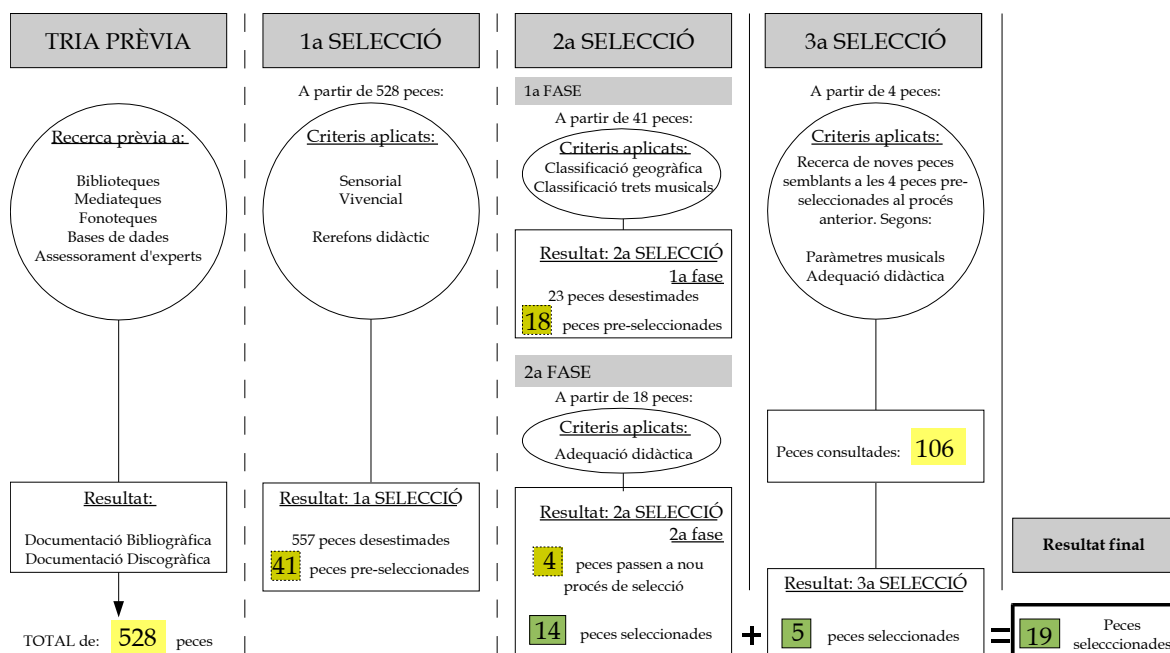 TRIA PRÈVIA
Recerca prèvia a:
Biblioteques
Mediateques
Fonoteques
Bases de dades
Assessorament d'experts
Resultat:
Documentació Bibliogràfica
Documentació Discogràfica
TOTAL de: 528 peces
1a SELECCIÓ
A partir de 528 peces:
Criteris aplicats:
Sensorial
Vivencial
Rerefons didàctic
Resultat: 1a SELECCIÓ
557 peces desestimades
41 peces pre-seleccionades
2a SELECCIÓ
1a FASE
A partir de 41 peces:
Criteris aplicats:
Classificació geogràfica
Classificació trets musicals
Resultat: 2a SELECCIÓ
1a fase
23 peces desestimades
18 peces pre-seleccionades
2a FASE
A partir de 18 peces:
Criteris aplicats:
Adequació didàctica
Resultat: 2a SELECCIÓ
2a fase
4 peces passen a nou
procés de selecció
14 peces seleccionades
+
3a SELECCIÓ
A partir de 4 peces:
Criteris aplicats:
Recerca de noves peces
semblants a les 4 peces pre-
seleccionades al procés
anterior. Segons:
Paràmetres musicals
Adequació didàctica
Peces consultades: 106
Resultat: 3a SELECCIÓ
5 peces seleccionades
=
Resultat final
19 Peces
selecccionades